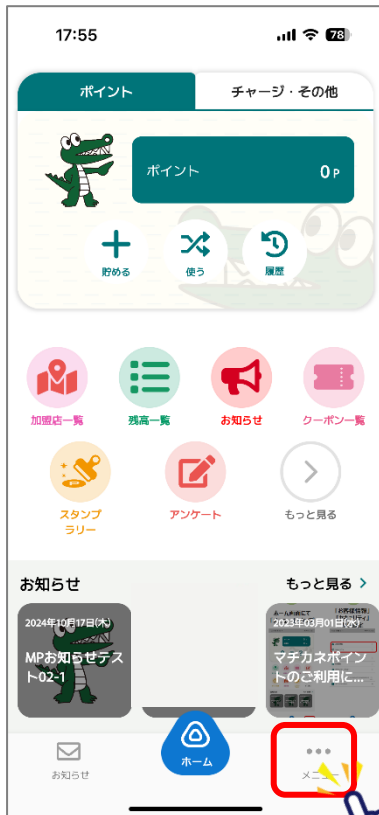 17:55
78
ポイント
チャージ・その他
ポイント
0P
貯める
使う
履歴
加盟店一覧
残高一覧
お知らせ
クーポン一覧
スタンプ
ラリー
アンケート
もっと見る
お知らせ
もっと見る >
2024年10月17日(木)
MPお知らせテス
ト02-1
2023年03月01日(水)
マチカネポイン
トのご利用に...
お知らせ
ホーム
メニュー